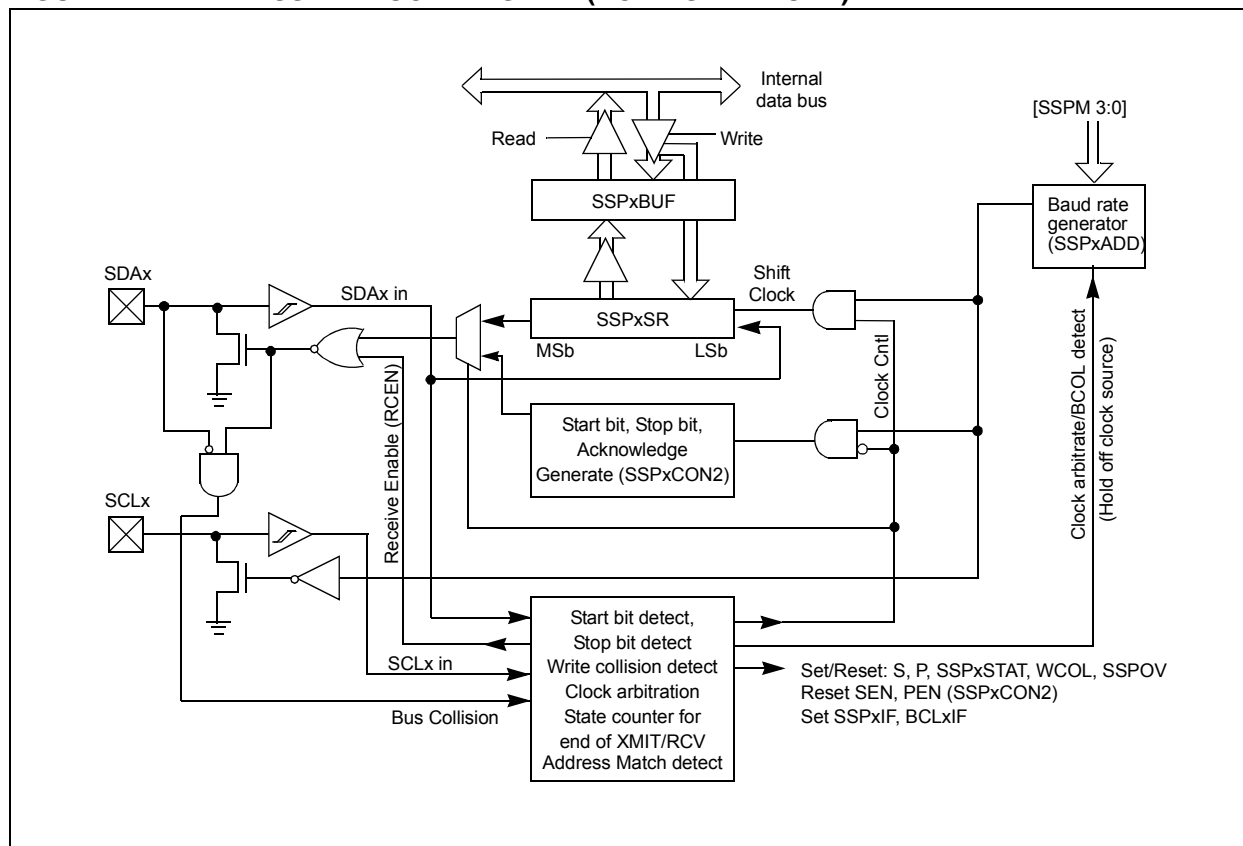 Internal
data bus
[SSPM 3:0]
Read
Write
SSPxBUF
Baud rate
generator
(SSPxADD)
SDAx
SDAx in
Shift
Clock
SSPxSR
MSb
LSb
Receive Enable (RCEN)
Clock Cntl
Clock arbitrate/BCOL detect
(Hold off clock source)
Start bit, Stop bit,
Acknowledge
Generate (SSPxCON2)
SCLx
SCLx in
Bus Collision
Start bit detect,
Stop bit detect
Write collision detect
Clock arbitration
State counter for
end of XMIT/RCV
Address Match detect
Set/Reset: S, P, SSPxSTAT, WCOL, SSPOV
Reset SEN, PEN (SSPxCON2)
Set SSPxIF, BCLxIF